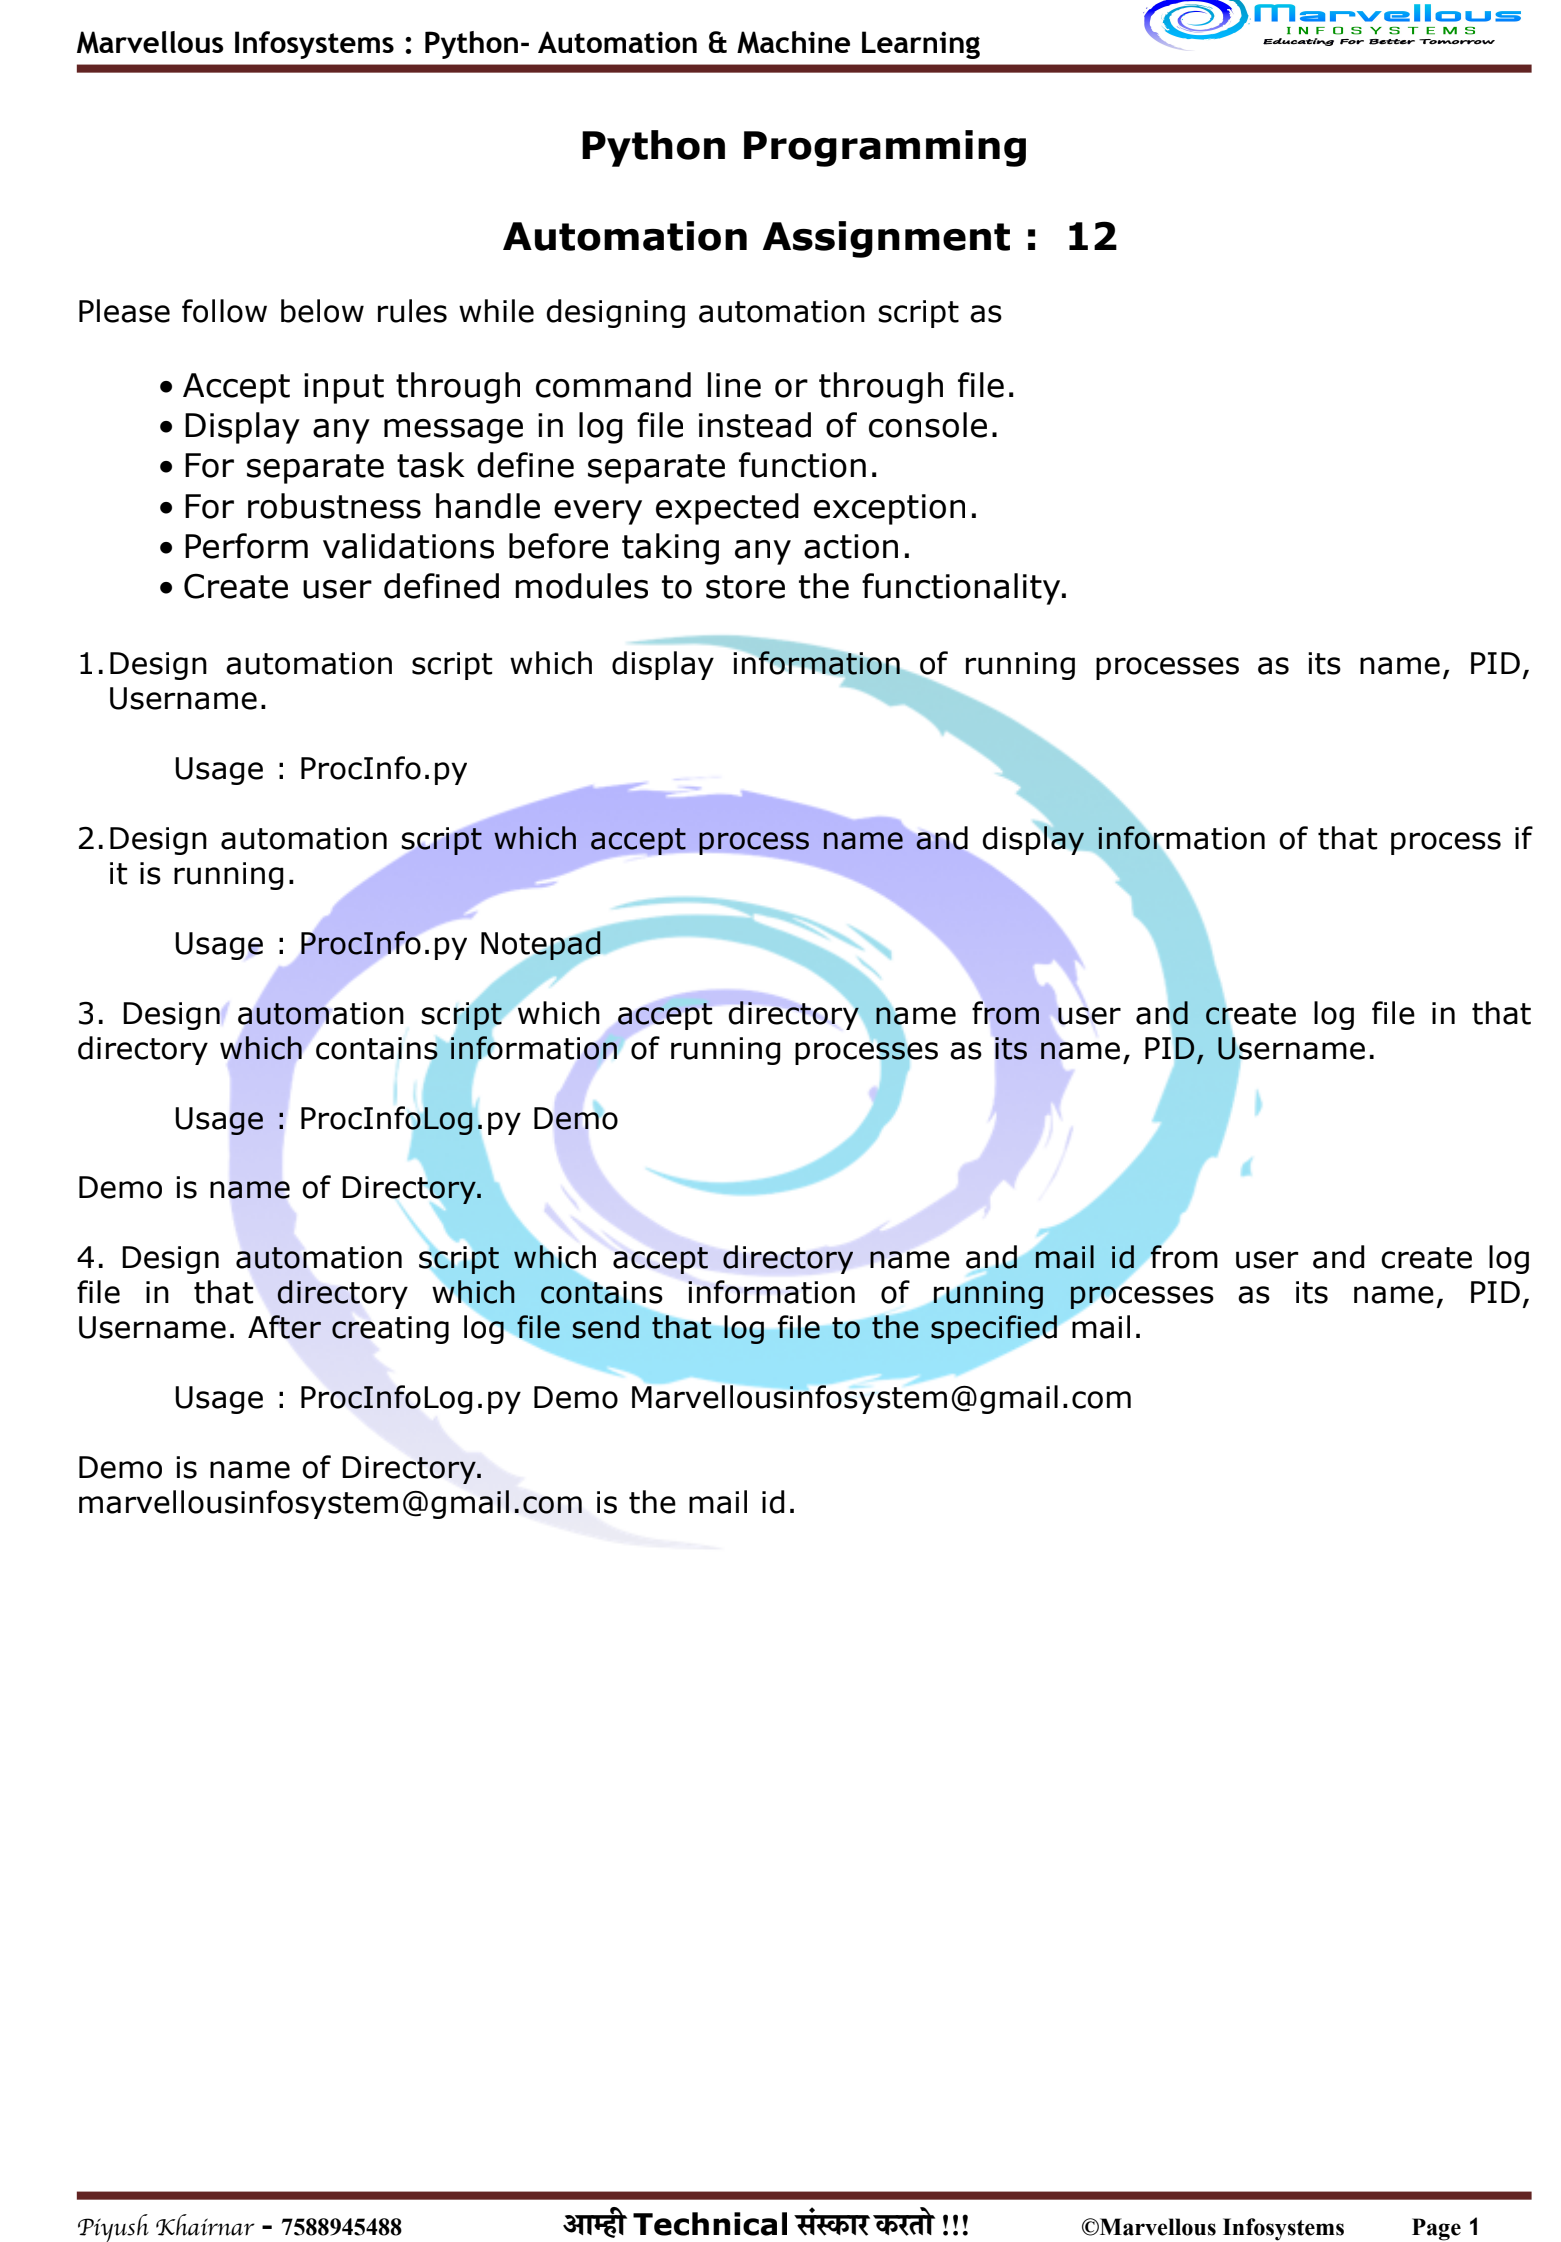 Marvellous Infosystems : Python- Automation & Machine Learning
Marvellous
INFOSYSTEMS
Educating For Better Tomorrow
Python Programming
Automation Assignment : 12
Please follow below rules while designing automation script as
• Accept input through command line or through file.
• Display any message in log file instead of console.
• For separate task define separate function.
• For robustness handle every expected exception.
• Perform validations before taking any action.
• Create user defined modules to store the functionality.
1.Design automation script which display information of running processes as its name, PID,
Username.
Usage : ProcInfo.py
2.Design automation script which accept process name and display information of that process if
it is running.
Usage : ProcInfo.py Notepad
3. Design automation script which accept directory name from user and create log file in that
directory which contains information of running processes as its name, PID, Username.
Usage : ProcInfoLog.py Demo
Demo is name of Directory.
4. Design automation script which accept directory name and mail id from user and create log
file in that directory which contains information of running processes as its name, PID,
Username. After creating log file send that log file to the specified mail.
Usage : ProcInfoLog.py Demo Marvellousinfosystem@gmail.com
Demo is name of Directory.
marvellousinfosystem@gmail.com is the mail id.
Piyush Khairnar - 7588945488 आम्ही Technical संस्कार करतो !!! ©Marvellous Infosystems Page 1